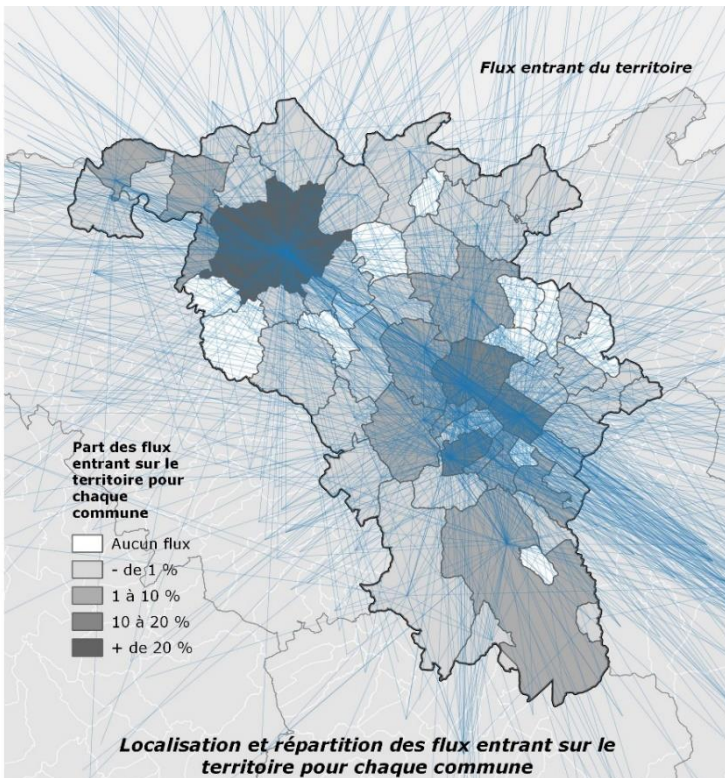 Flux entrant du territoire
Part des flux
entrant sur le
territoire pour
chaque
commune
Aucun flux
- de 1 %
1 à 10 %
10 à 20 %
+ de 20 %
Localisation et répartition des flux entrant sur le
territoire pour chaque commune